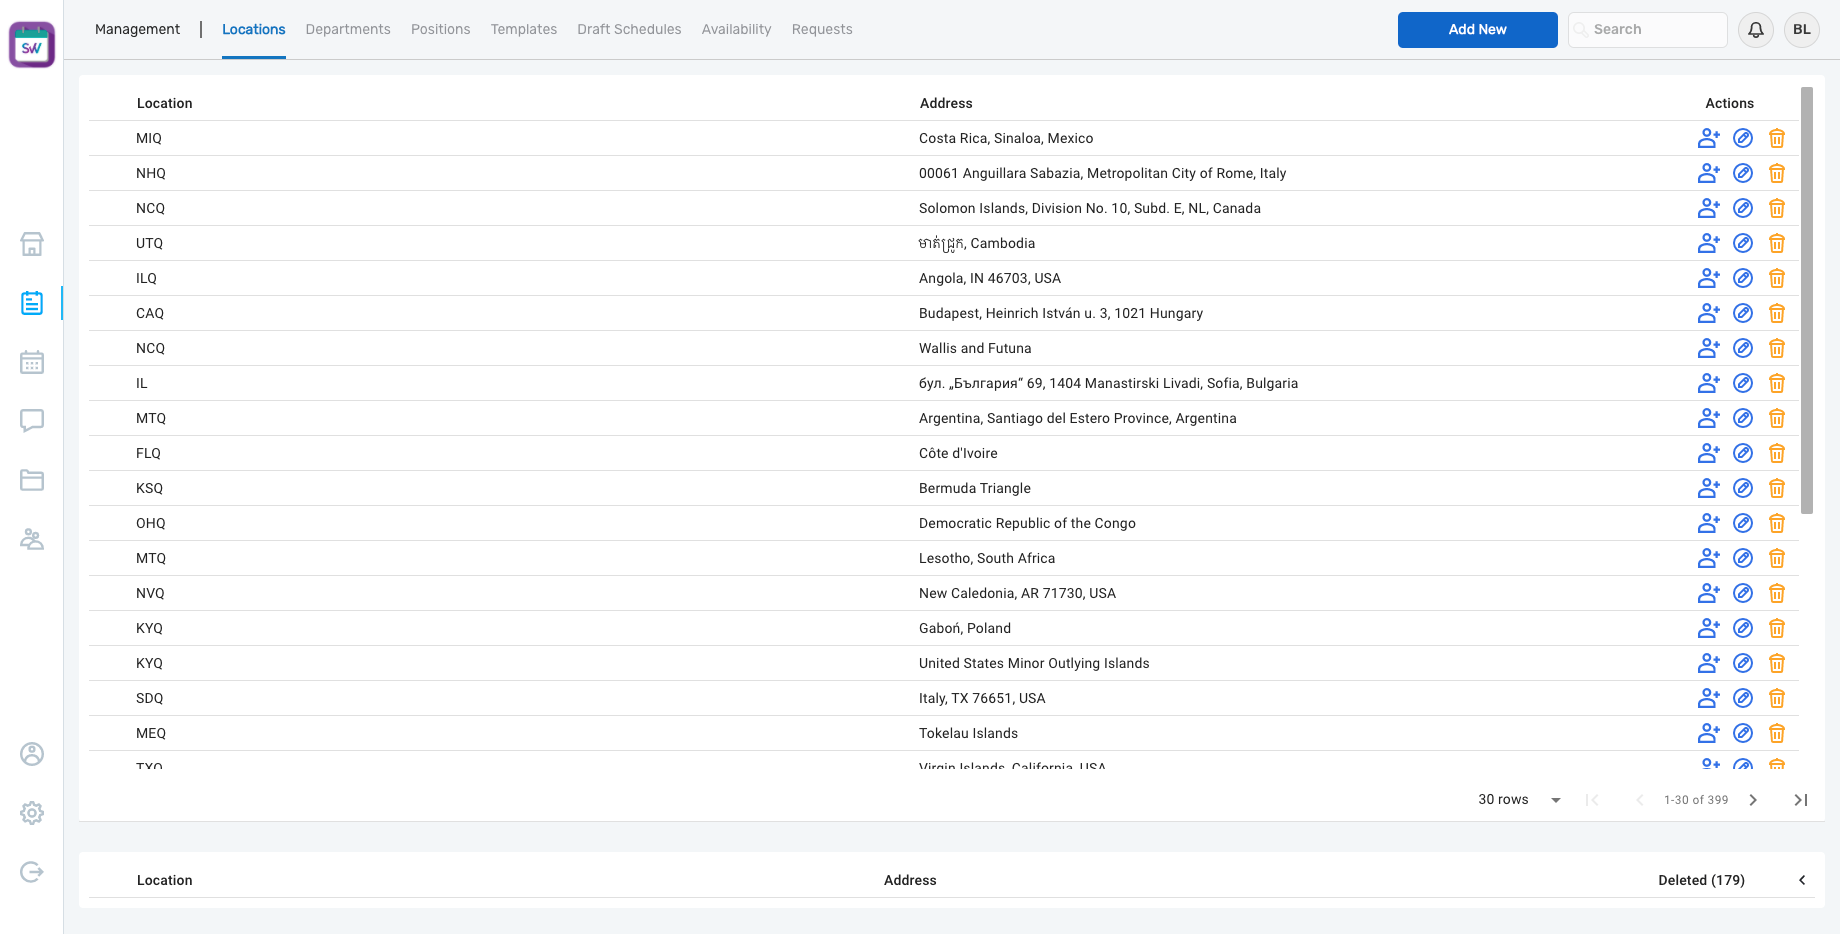 SW
Management | Locations Departments Positions Templates Draft Schedules Availability Requests Add New Search BL
Location Address Actions
MIQ Costa Rica, Sinaloa, Mexico
NHQ 00061 Anguillara Sabazia, Metropolitan City of Rome, Italy
NCQ Solomon Islands, Division No. 10, Subd. E, NL, Canada
UTQ មាត់ជ្រូក, Cambodia
ILQ Angola, IN 46703, USA
CAQ Budapest, Heinrich István u. 3, 1021 Hungary
NCQ Wallis and Futuna
IL бул. „България“ 69, 1404 Manastirski Livadi, Sofia, Bulgaria
MTQ Argentina, Santiago del Estero Province, Argentina
FLQ Côte d'Ivoire
KSQ Bermuda Triangle
OHQ Democratic Republic of the Congo
MTQ Lesotho, South Africa
NVQ New Caledonia, AR 71730, USA
KYQ Gaboń, Poland
KYQ United States Minor Outlying Islands
SDQ Italy, TX 76651, USA
MEQ Tokelau Islands
TXQ Virgin Islands, California, USA
30 rows 1-30 of 399
Location Address Deleted (179)